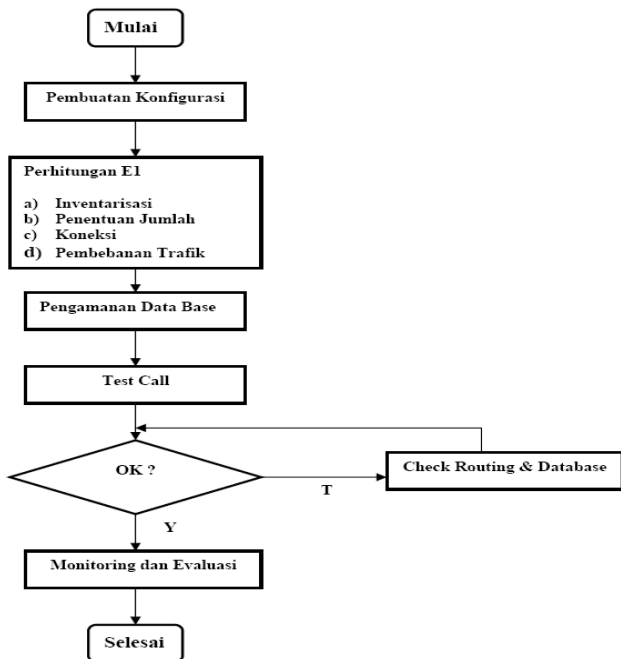 Mulai
Pembuatan Konfigurasi
Perhitungan E1
a) Inventarisasi
b) Penentuan Jumlah
c) Koneksi
d) Pembebanan Trafik
Pengamanan Data Base
Test Call
OK ?
Check Routing & Database
T
Y
Monitoring dan Evaluasi
Selesai